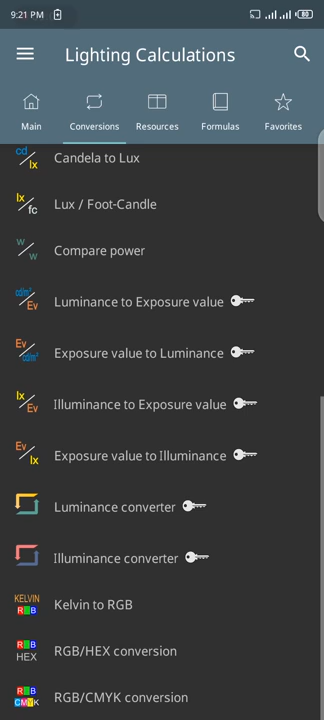 9:21 PM
80
Lighting Calculations
Main
Conversions
Resources
Formulas
Favorites
cd/lx
Candela to Lux
lx/fc
Lux / Foot-Candle
W/W
Compare power
cd/m²/Ev
Luminance to Exposure value
Ev/cd/m²
Exposure value to Luminance
lx/Ev
Illuminance to Exposure value
Ev/lx
Exposure value to Illuminance
Luminance converter
Illuminance converter
KELVIN
RGB
Kelvin to RGB
RGB
HEX
RGB/HEX conversion
RGB
CMYK
RGB/CMYK conversion